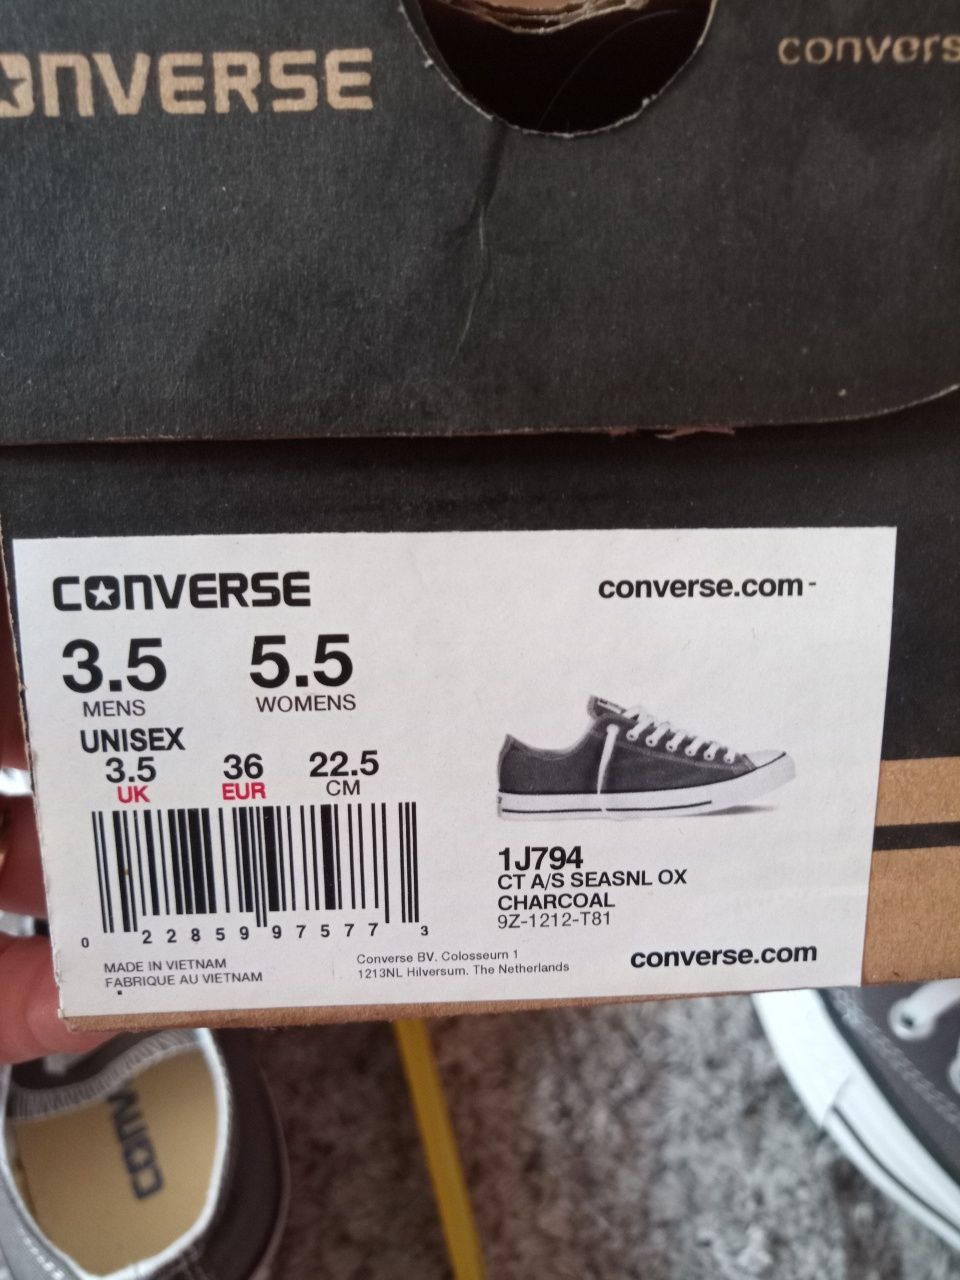 CONVERSE
convers
CONVERSE
converse.com -
3.5
5.5
MENS
WOMENS
UNISEX
3.5
36
22.5
UK
EUR
CM
1J794
CT A/S SEASNL OX
CHARCOAL
9Z-1212-T81
0 22859 97577 3
MADE IN VIETNAM
FABRIQUE AU VIETNAM
Converse BV. Colosseum 1
1213NL Hilversum. The Netherlands
converse.com
CONV